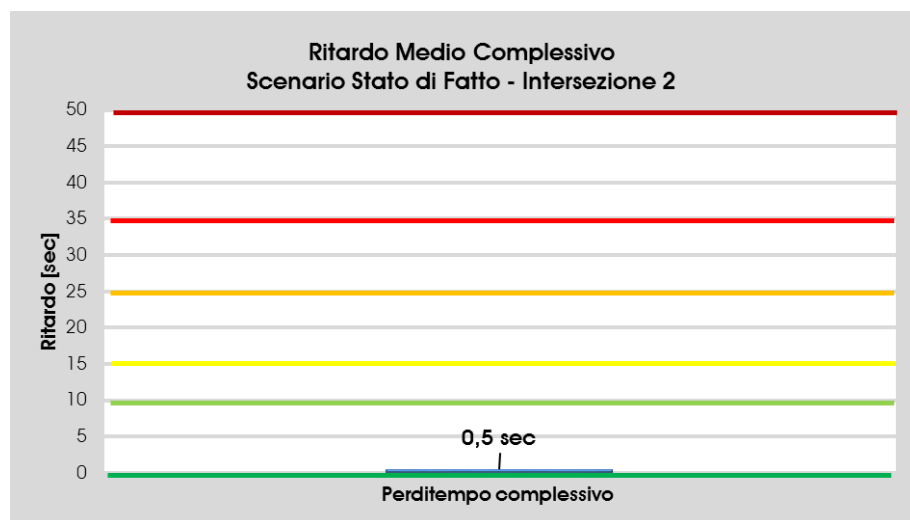 Ritardo Medio Complessivo
Scenario Stato di Fatto - Intersezione 2
50
45
40
35
30
25
20
15
10
5
0
Ritardo [sec]
0,5 sec
Perditempo complessivo